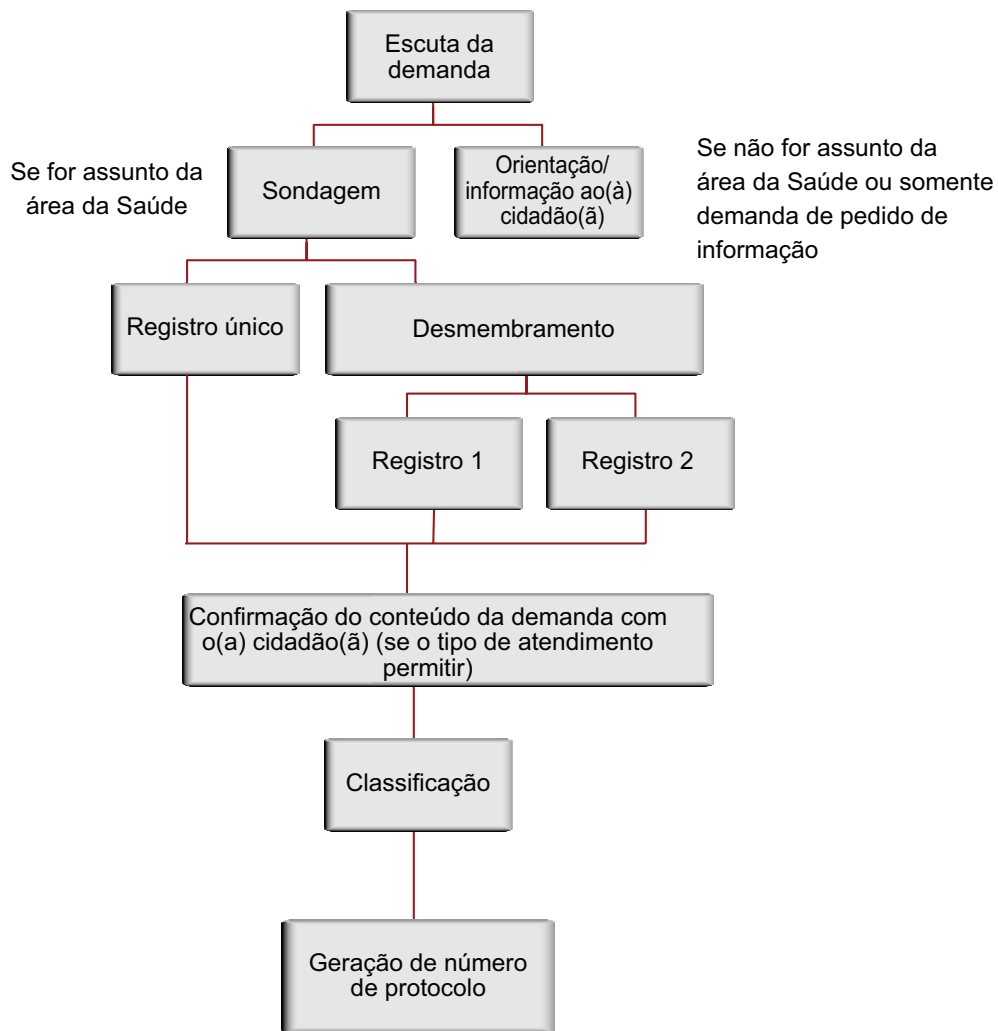 Escuta da
demanda
Se for assunto da
área da Saúde
Sondagem
Orientação/
informação ao(à)
cidadão(ã)
Se não for assunto da
área da Saúde ou somente
demanda de pedido de
informação
Registro único
Desmembramento
Registro 1
Registro 2
Confirmação do conteúdo da demanda com
o(a) cidadão(ã) (se o tipo de atendimento
permitir)
Classificação
Geração de número
de protocolo